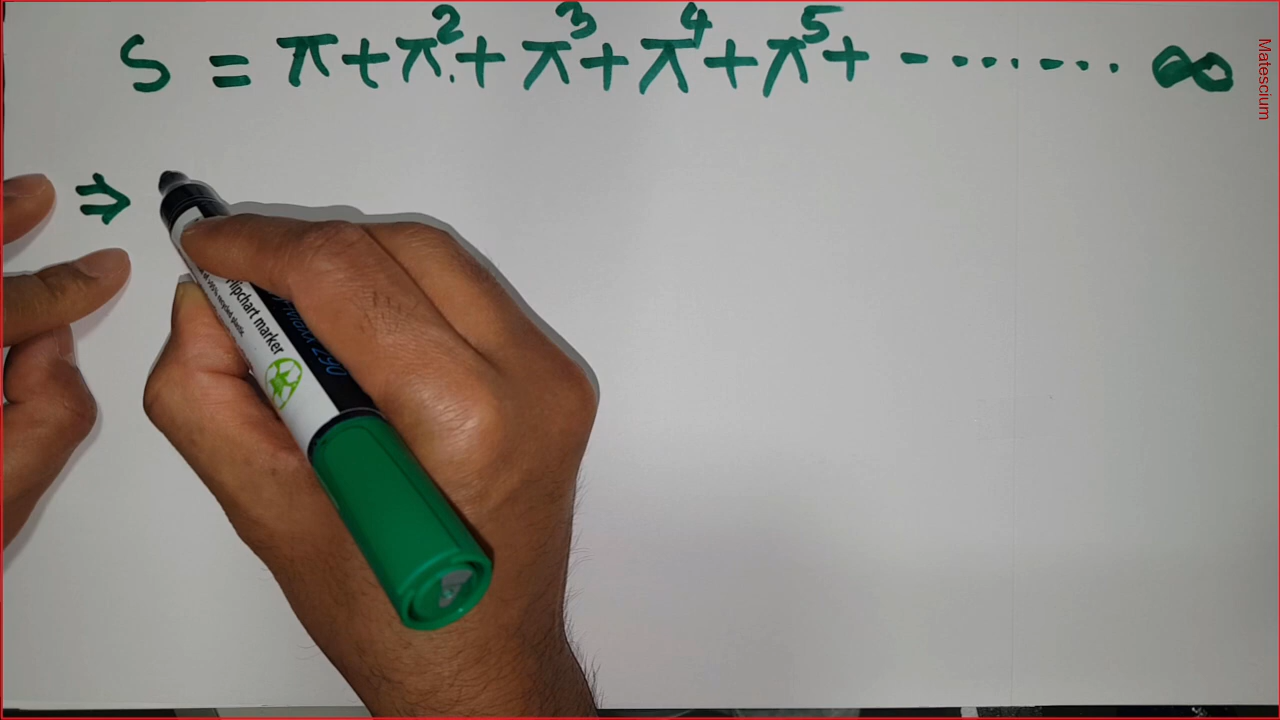 S = π + π² + π³ + π⁴ + π⁵ + - ...... ∞
Matescium
⇒
Flipchart marker